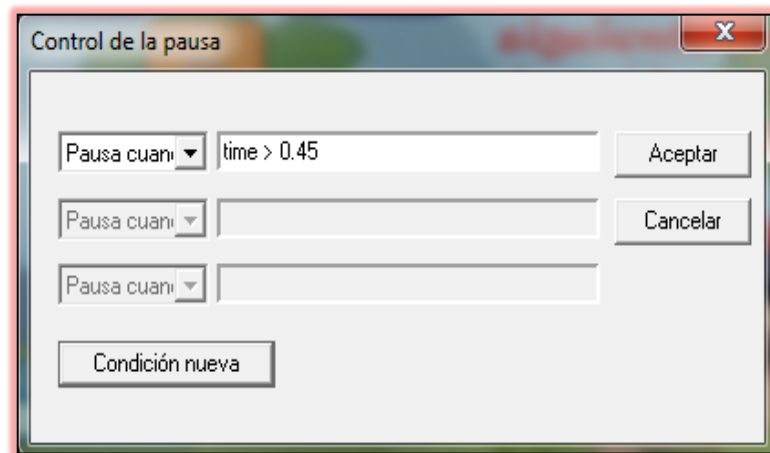 Control de la pausa
Pausa cuan
time > 0.45
Aceptar
Pausa cuan
Cancelar
Pausa cuan
Condición nueva